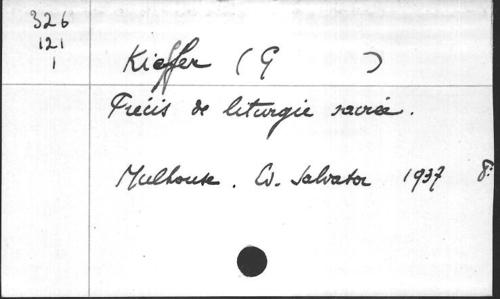 326
121
1
Kieffer (G )
Précis de liturgie sacrée.
Mulhouse. Ed. Salvator 1937 8°